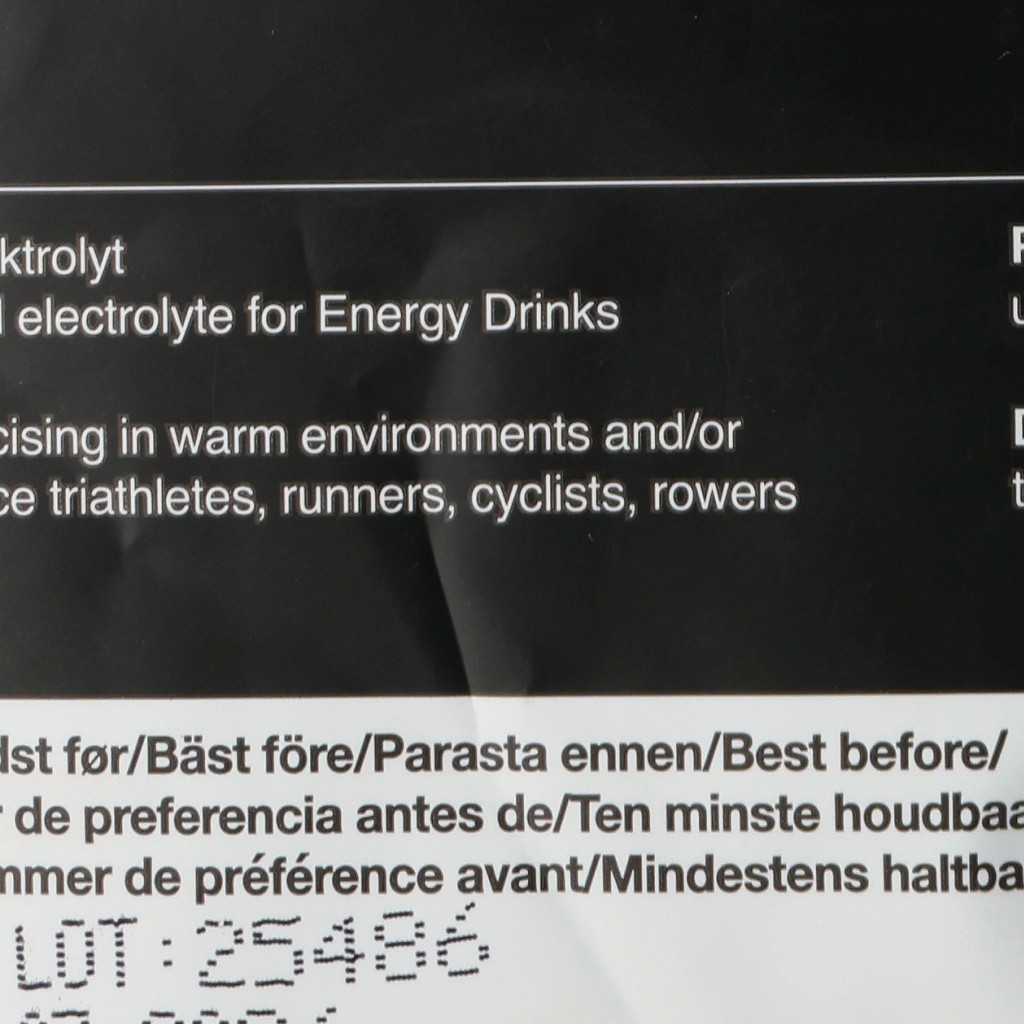 ktrolyt
electrolyte for Energy Drinks
cising in warm environments and/or
ce triathletes, runners, cyclists, rowers
dst før/Bäst före/Parasta ennen/Best before/
de preferencia antes de/Ten minste houdbaa
mmer de préférence avant/Mindestens haltba
LOT:25486